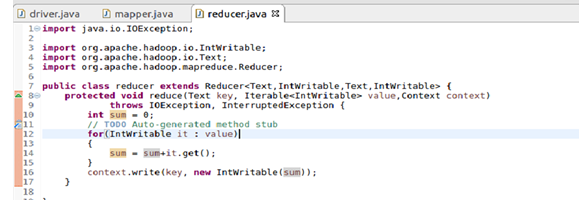 driver.java mapper.java reducer.java
1 import java.io.IOException;
2
3 import org.apache.hadoop.io.IntWritable;
4 import org.apache.hadoop.io.Text;
5 import org.apache.hadoop.mapreduce.Reducer;
6
7 public class reducer extends Reducer<Text,IntWritable,Text,IntWritable> {
8 protected void reduce(Text key, Iterable<IntWritable> value,Context context)
9 throws IOException, InterruptedException {
10 int sum = 0;
11 // TODO Auto-generated method stub
12 for(IntWritable it : value)
13 {
14 sum = sum+it.get();
15 }
16 context.write(key, new IntWritable(sum));
17 }
18